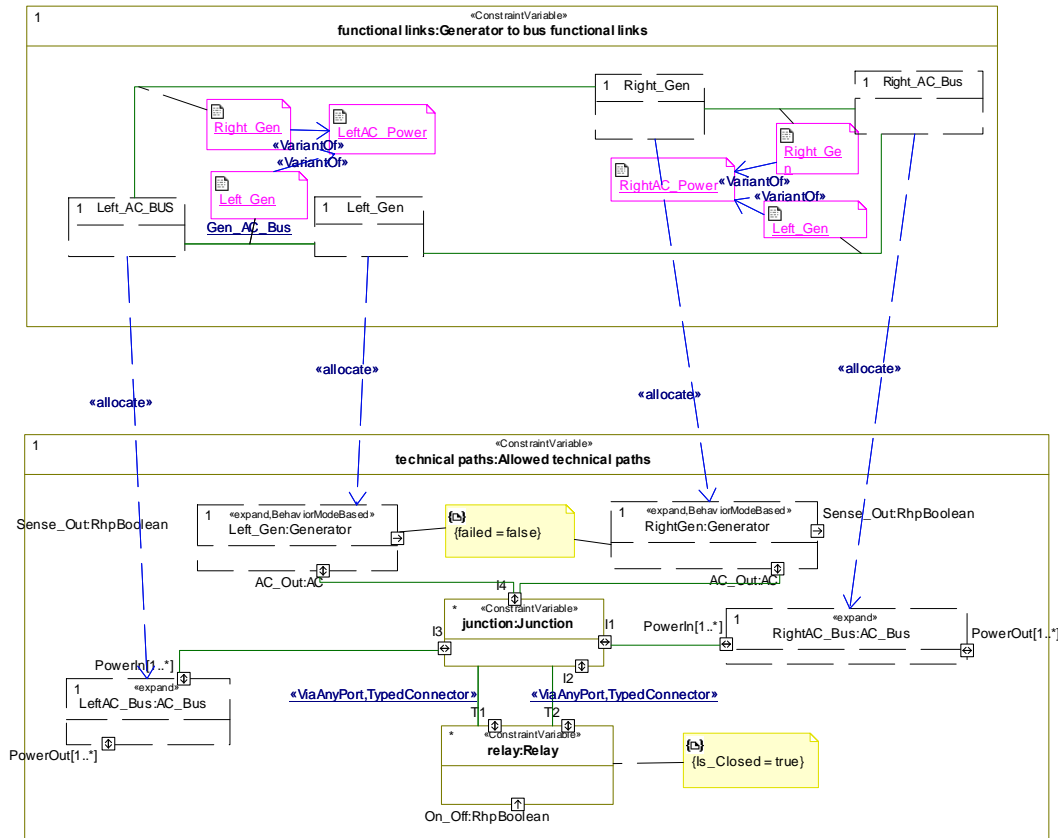 1
«ConstraintVariable»
functional links:Generator to bus functional links
1
Right_Gen
1
Right_AC_Bus
Right_Gen
LeftAC_Power
«VariantOf»
«VariantOf»
Right_Ge
n
RightAC_Power
«VariantOf»
«VariantOf»
Left_Gen
Left_Gen
Gen_AC_Bus
1
Left_AC_BUS
1
Left_Gen
«allocate»
«allocate»
«allocate»
«allocate»
1
«ConstraintVariable»
technical paths:Allowed technical paths
1
«expand,BehaviorModeBased»
Left_Gen:Generator
Sense_Out:RhpBoolean
{failed = false}
1
«expand,BehaviorModeBased»
RightGen:Generator
Sense_Out:RhpBoolean
AC_Out:AC
AC_Out:AC
I4
*
«ConstraintVariable»
junction:Junction
I3
I1
I2
PowerIn[1..*]
1
«expand»
RightAC_Bus:AC_Bus
PowerOut[1..*]
PowerIn[1..*]
1
«expand»
LeftAC_Bus:AC_Bus
PowerOut[1..*]
«ViaAnyPort,TypedConnector»
«ViaAnyPort,TypedConnector»
T1
T2
*
«ConstraintVariable»
relay:Relay
{Is_Closed = true}
On_Off:RhpBoolean